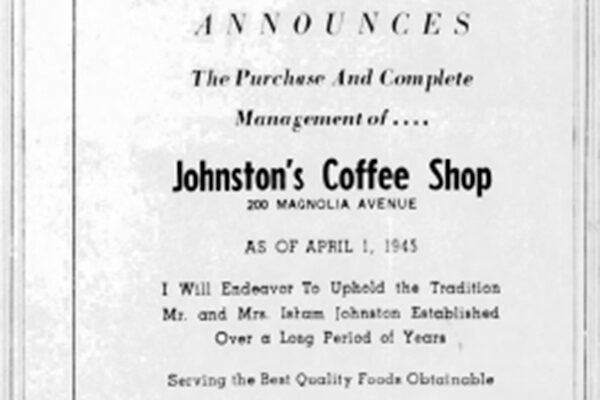 ANNOUNCES
The Purchase And Complete
Management of....
Johnston's Coffee Shop
200 MAGNOLIA AVENUE
AS OF APRIL 1, 1945
I Will Endeavor To Uphold the Tradition
Mr. and Mrs. Isham Johnston Established
Over a Long Period of Years
Serving the Best Quality Foods Obtainable